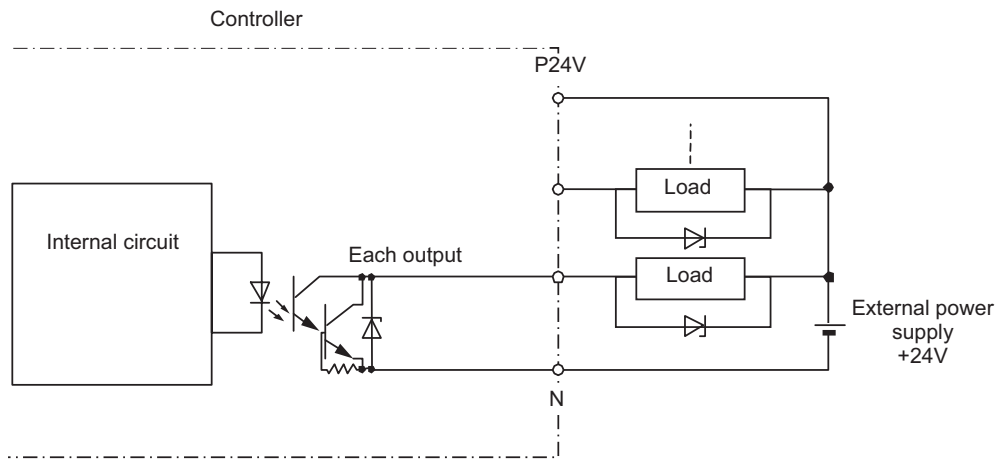 Controller
P24V
Load
Internal circuit
Each output
Load
External power
supply
+24V
N